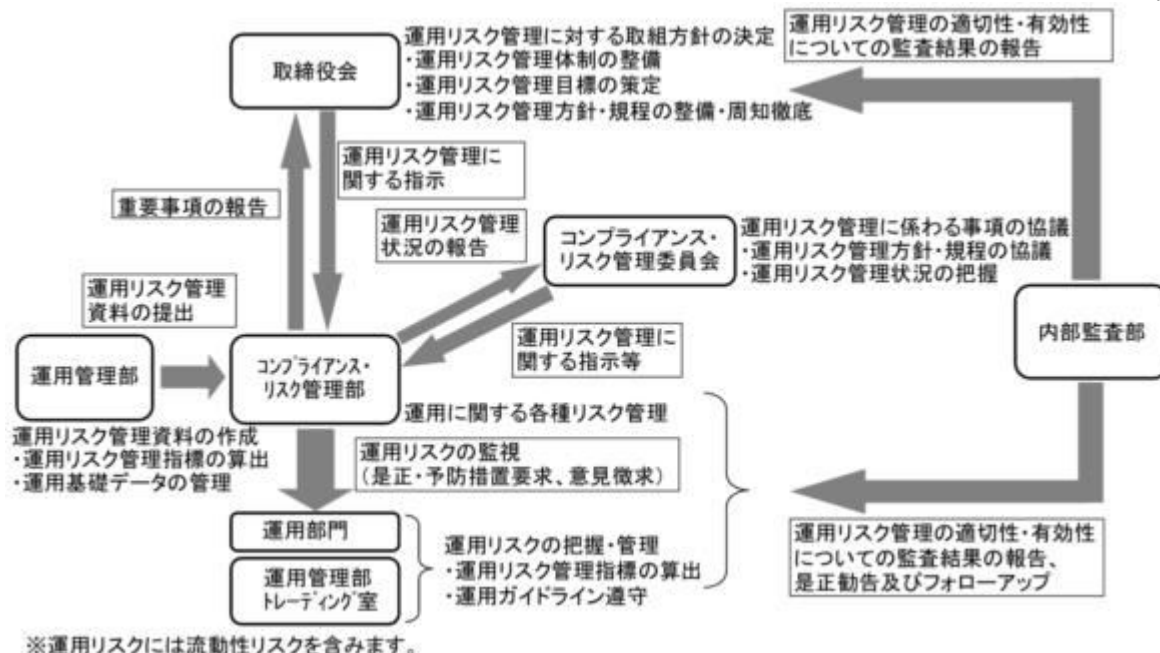 運用リスク管理に対する取組方針の決定
・運用リスク管理体制の整備
・運用リスク管理目標の策定
・運用リスク管理方針・規程の整備・周知徹底
取締役会
運用リスク管理の適切性・有効性
についての監査結果の報告
運用リスク管理に
関する指示
重要事項の報告
運用リスク管理
状況の報告
コンプライアンス・
リスク管理委員会
運用リスク管理に係わる事項の協議
・運用リスク管理方針・規程の協議
・運用リスク管理状況の把握
運用リスク管理
資料の提出
運用リスク管理に
関する指示等
内部監査部
運用管理部
コンプライアンス・
リスク管理部
運用に関する各種リスク管理
運用リスク管理資料の作成
・運用リスク管理指標の算出
・運用基礎データの管理
運用リスクの監視
(是正・予防措置要求、意見徴求)
運用部門
運用管理部
トレーディング室
運用リスクの把握・管理
・運用リスク管理指標の算出
・運用ガイドライン遵守
運用リスク管理の適切性・有効性
についての監査結果の報告、
是正勧告及びフォローアップ
※運用リスクには流動性リスクを含みます。